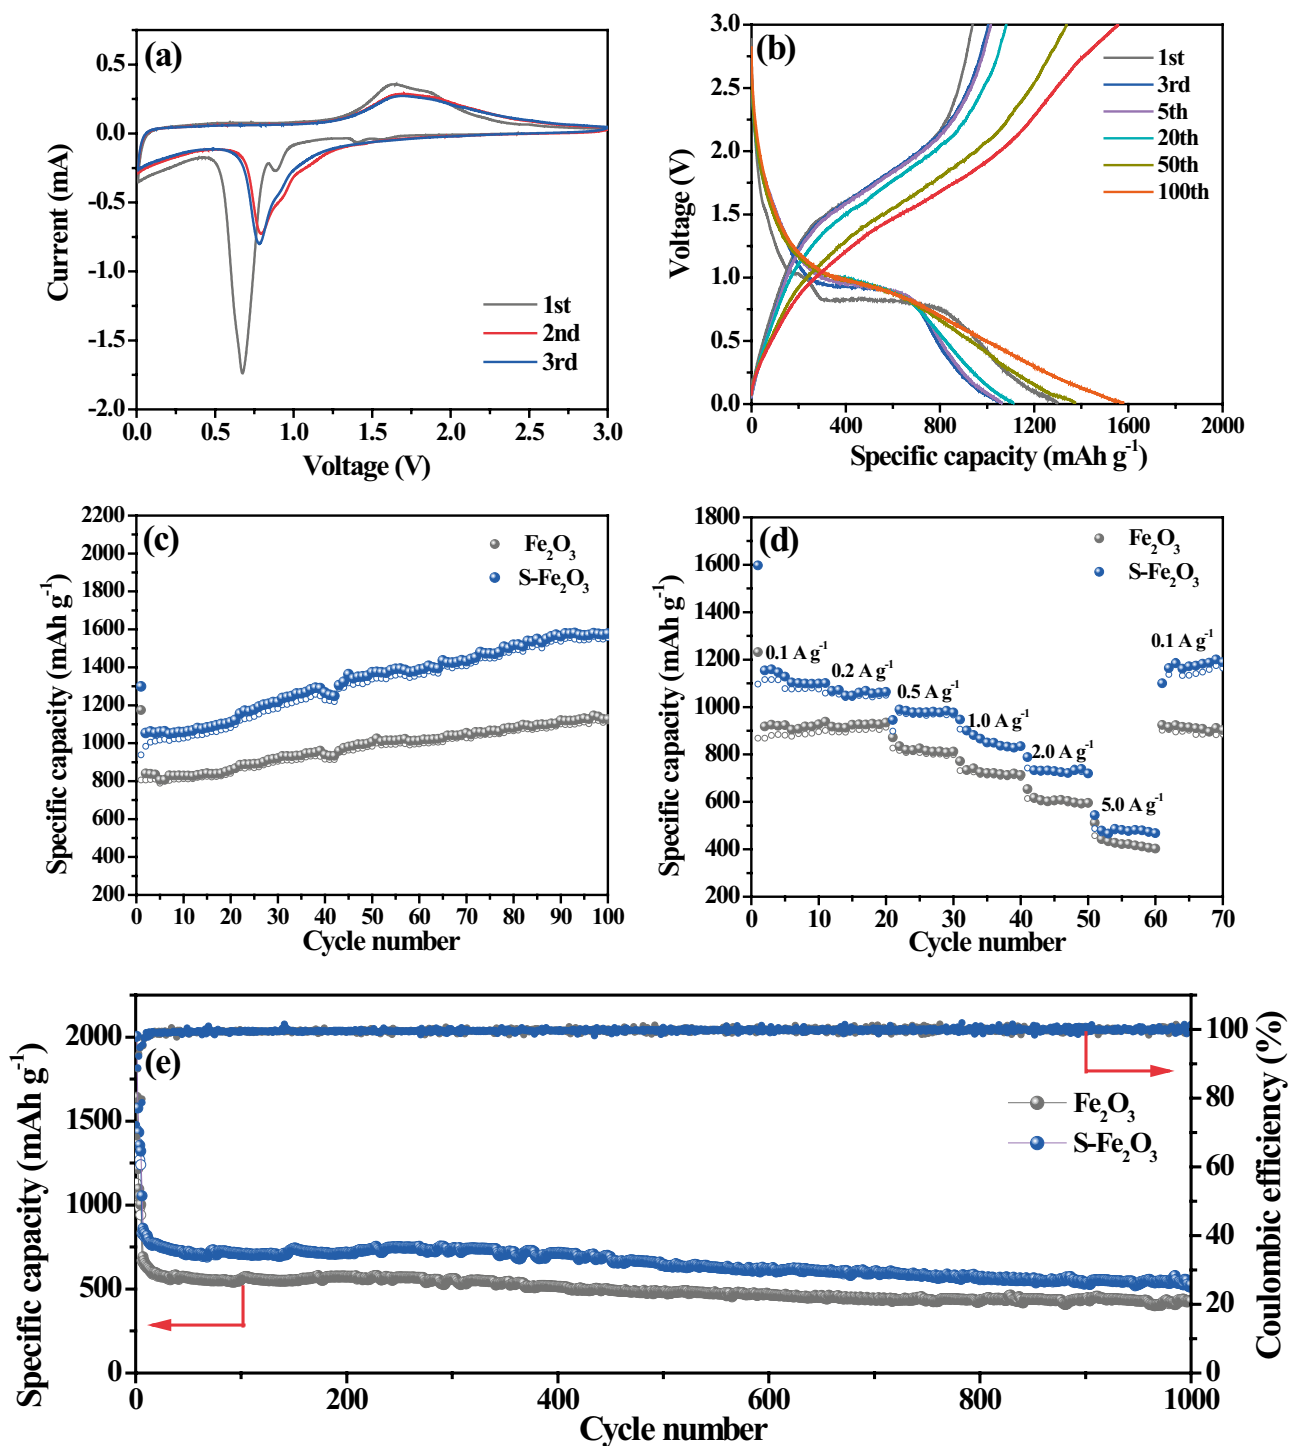 (a)
0.5
0.0
-0.5
-1.0
-1.5
-2.0
Current (mA)
1st
2nd
3rd
0.0 0.5 1.0 1.5 2.0 2.5 3.0
Voltage (V)
(b)
3.0
2.5
2.0
1.5
1.0
0.5
0.0
Voltage (V)
1st
3rd
5th
20th
50th
100th
0 400 800 1200 1600 2000
Specific capacity (mAh g⁻¹)
(c)
2200
2000
1800
1600
1400
1200
1000
800
600
400
200
Specific capacity (mAh g⁻¹)
Fe₂O₃
S-Fe₂O₃
0 10 20 30 40 50 60 70 80 90 100
Cycle number
(d)
1800
1600
1400
1200
1000
800
600
400
200
Specific capacity (mAh g⁻¹)
Fe₂O₃
S-Fe₂O₃
0.1 A g⁻¹
0.2 A g⁻¹
0.5 A g⁻¹
1.0 A g⁻¹
2.0 A g⁻¹
5.0 A g⁻¹
0.1 A g⁻¹
0 10 20 30 40 50 60 70
Cycle number
(e)
2000
1500
1000
500
0
Specific capacity (mAh g⁻¹)
Fe₂O₃
S-Fe₂O₃
100
80
60
40
20
0
Coulombic efficiency (%)
0 200 400 600 800 1000
Cycle number